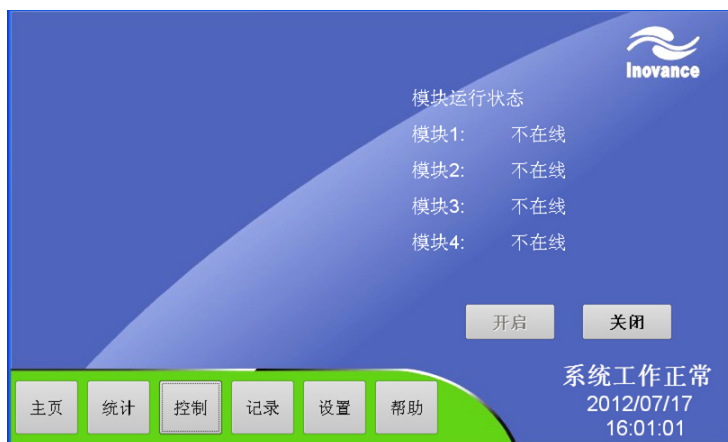 Inovance
模块运行状态
模块1: 不在线
模块2: 不在线
模块3: 不在线
模块4: 不在线
开启 关闭
系统工作正常
主页 统计 控制 记录 设置 帮助
2012/07/17
16:01:01